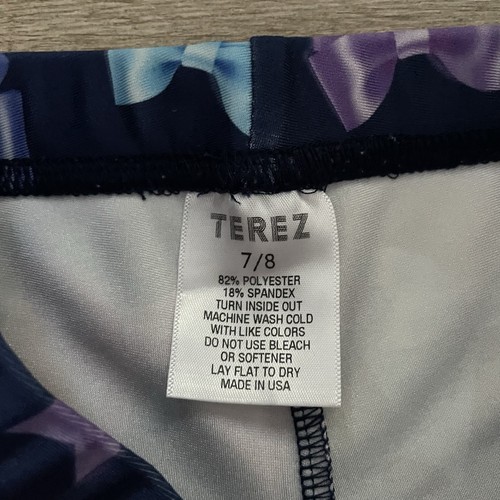 TEREZ
7/8
82% POLYESTER
18% SPANDEX
TURN INSIDE OUT
MACHINE WASH COLD
WITH LIKE COLORS
DO NOT USE BLEACH
OR SOFTENER
LAY FLAT TO DRY
MADE IN USA